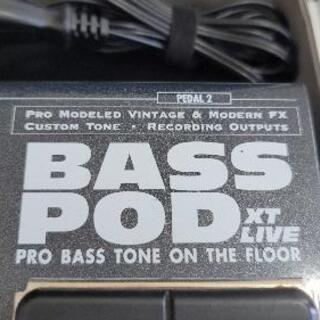 PEDAL 2
PRO MODELED VINTAGE & MODERN FX
CUSTOM TONE • RECORDING OUTPUTS
BASS
POD XT
LIVE
PRO BASS TONE ON THE FLOOR